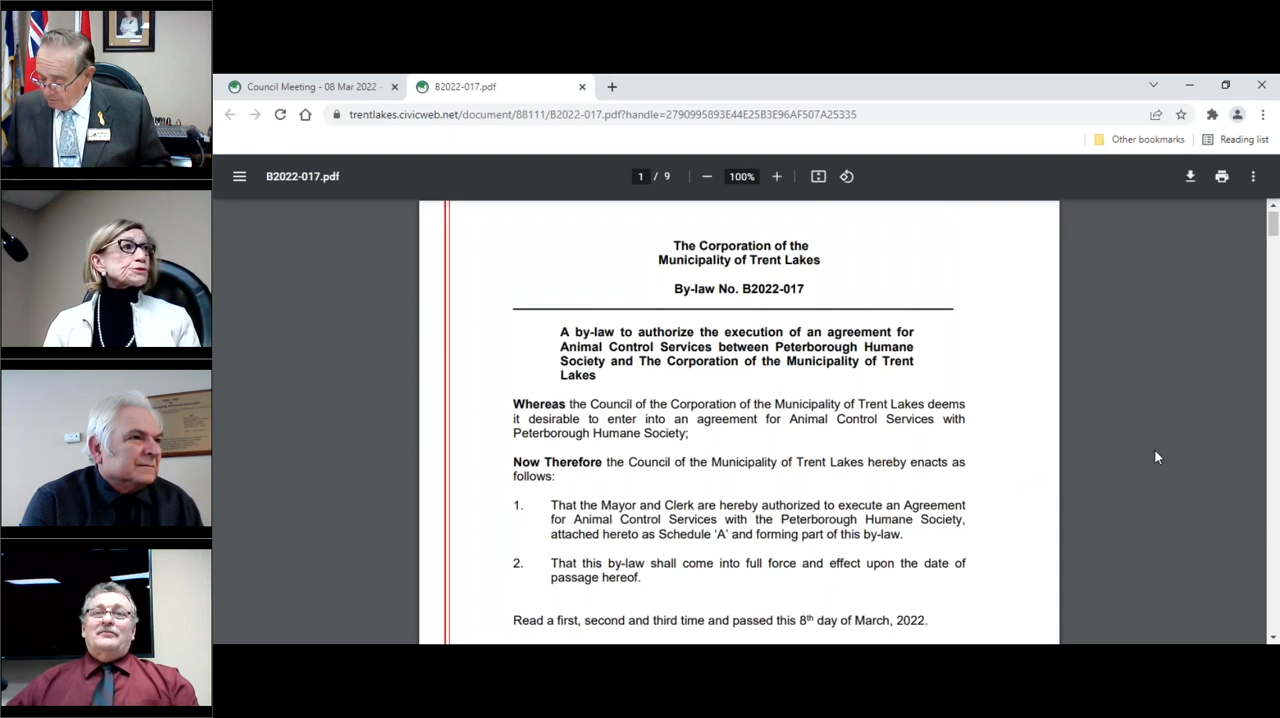 Council Meeting - 08 Mar 2022
B2022-017.pdf
trentlakes.civicweb.net/document/88111/B2022-017.pdf?handle=2790995893E44E25B3E96AF507A25335
Other bookmarks
Reading list
B2022-017.pdf
1 / 9
100%
The Corporation of the
Municipality of Trent Lakes
By-law No. B2022-017
A by-law to authorize the execution of an agreement for
Animal Control Services between Peterborough Humane
Society and The Corporation of the Municipality of Trent
Lakes
Whereas the Council of the Corporation of the Municipality of Trent Lakes deems
it desirable to enter into an agreement for Animal Control Services with
Peterborough Humane Society;
Now Therefore the Council of the Municipality of Trent Lakes hereby enacts as
follows:
1. That the Mayor and Clerk are hereby authorized to execute an Agreement
for Animal Control Services with the Peterborough Humane Society,
attached hereto as Schedule ‘A’ and forming part of this by-law.
2. That this by-law shall come into full force and effect upon the date of
passage hereof.
Read a first, second and third time and passed this 8th day of March, 2022.